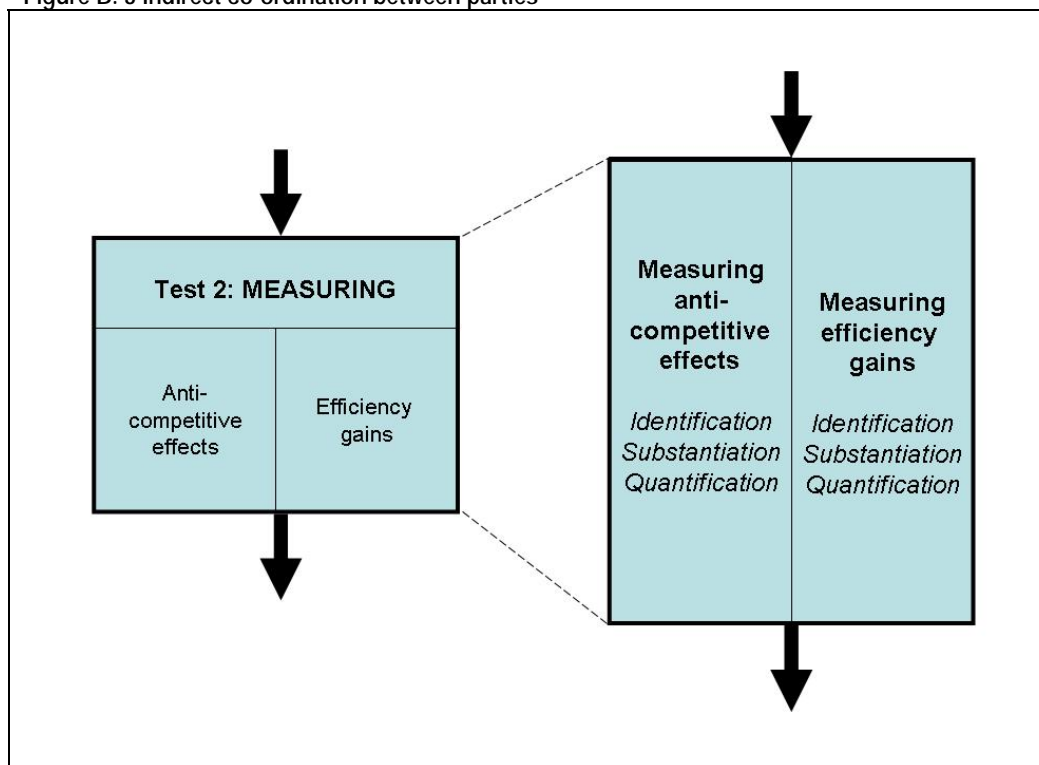 Figure D. 3 Indirect co-ordination between parties
Test 2: MEASURING
Anti-
competitive
effects
Efficiency
gains
Measuring
anti-
competitive
effects
Identification
Substantiation
Quantification
Measuring
efficiency
gains
Identification
Substantiation
Quantification